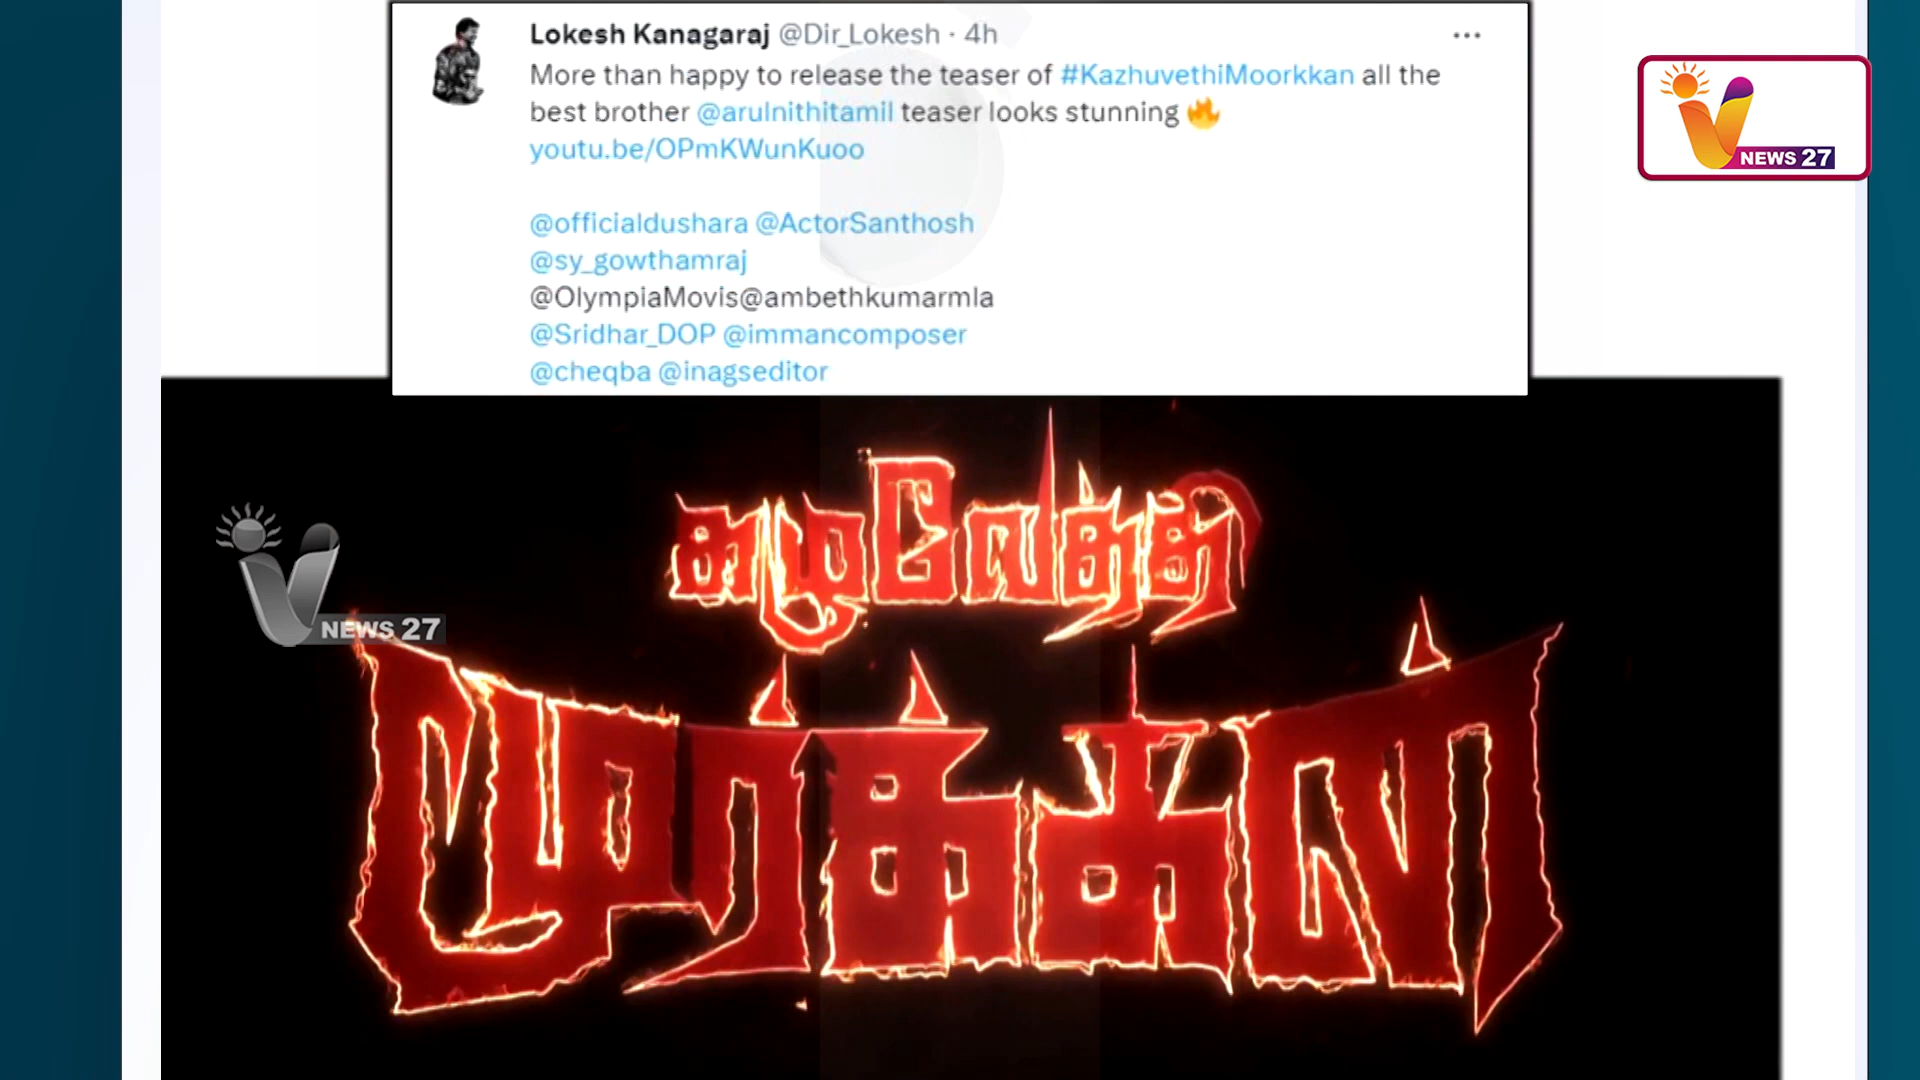 Lokesh Kanagaraj @Dir_Lokesh · 4h
More than happy to release the teaser of #KazhuvethiMoorkkan all the
best brother @arulnithitamil teaser looks stunning 🔥
youtu.be/OPmKWunKuoo
@officialdushara @ActorSanthosh
@sy_gowthamraj
@OlympiaMovis@ambethkumarmla
@Sridhar_DOP @immancomposer
@cheqba @inagseditor
NEWS 27
கழுவேத்தி
NEWS 27
மூர்க்கன்